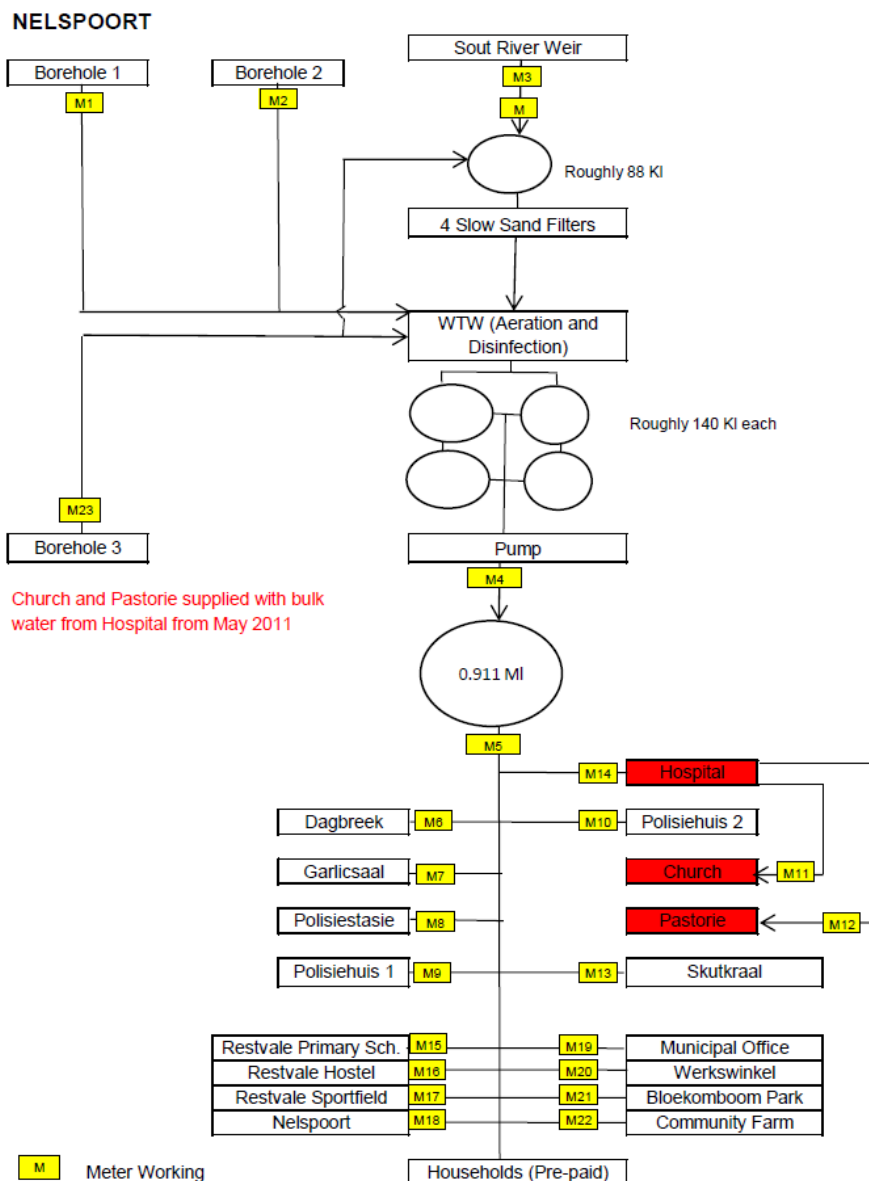 NELSPOORT
Sout River Weir
Borehole 1
Borehole 2
M3
M1
M2
M
Roughly 88 Kl
4 Slow Sand Filters
WTW (Aeration and
Disinfection)
Roughly 140 Kl each
M23
Borehole 3
Pump
M4
Church and Pastorie supplied with bulk
water from Hospital from May 2011
0.911 Ml
M5
M14
Hospital
Dagbreek
M6
M10
Polisiehuis 2
Garlicsaal
M7
Church
M11
Polisiestasie
M8
Pastorie
M12
Polisiehuis 1
M9
M13
Skutkraal
Restvale Primary Sch.
M15
M19
Municipal Office
Restvale Hostel
M16
M20
Werkswinkel
Restvale Sportfield
M17
M21
Bloekomboom Park
Nelspoort
M18
M22
Community Farm
M
Meter Working
Households (Pre-paid)